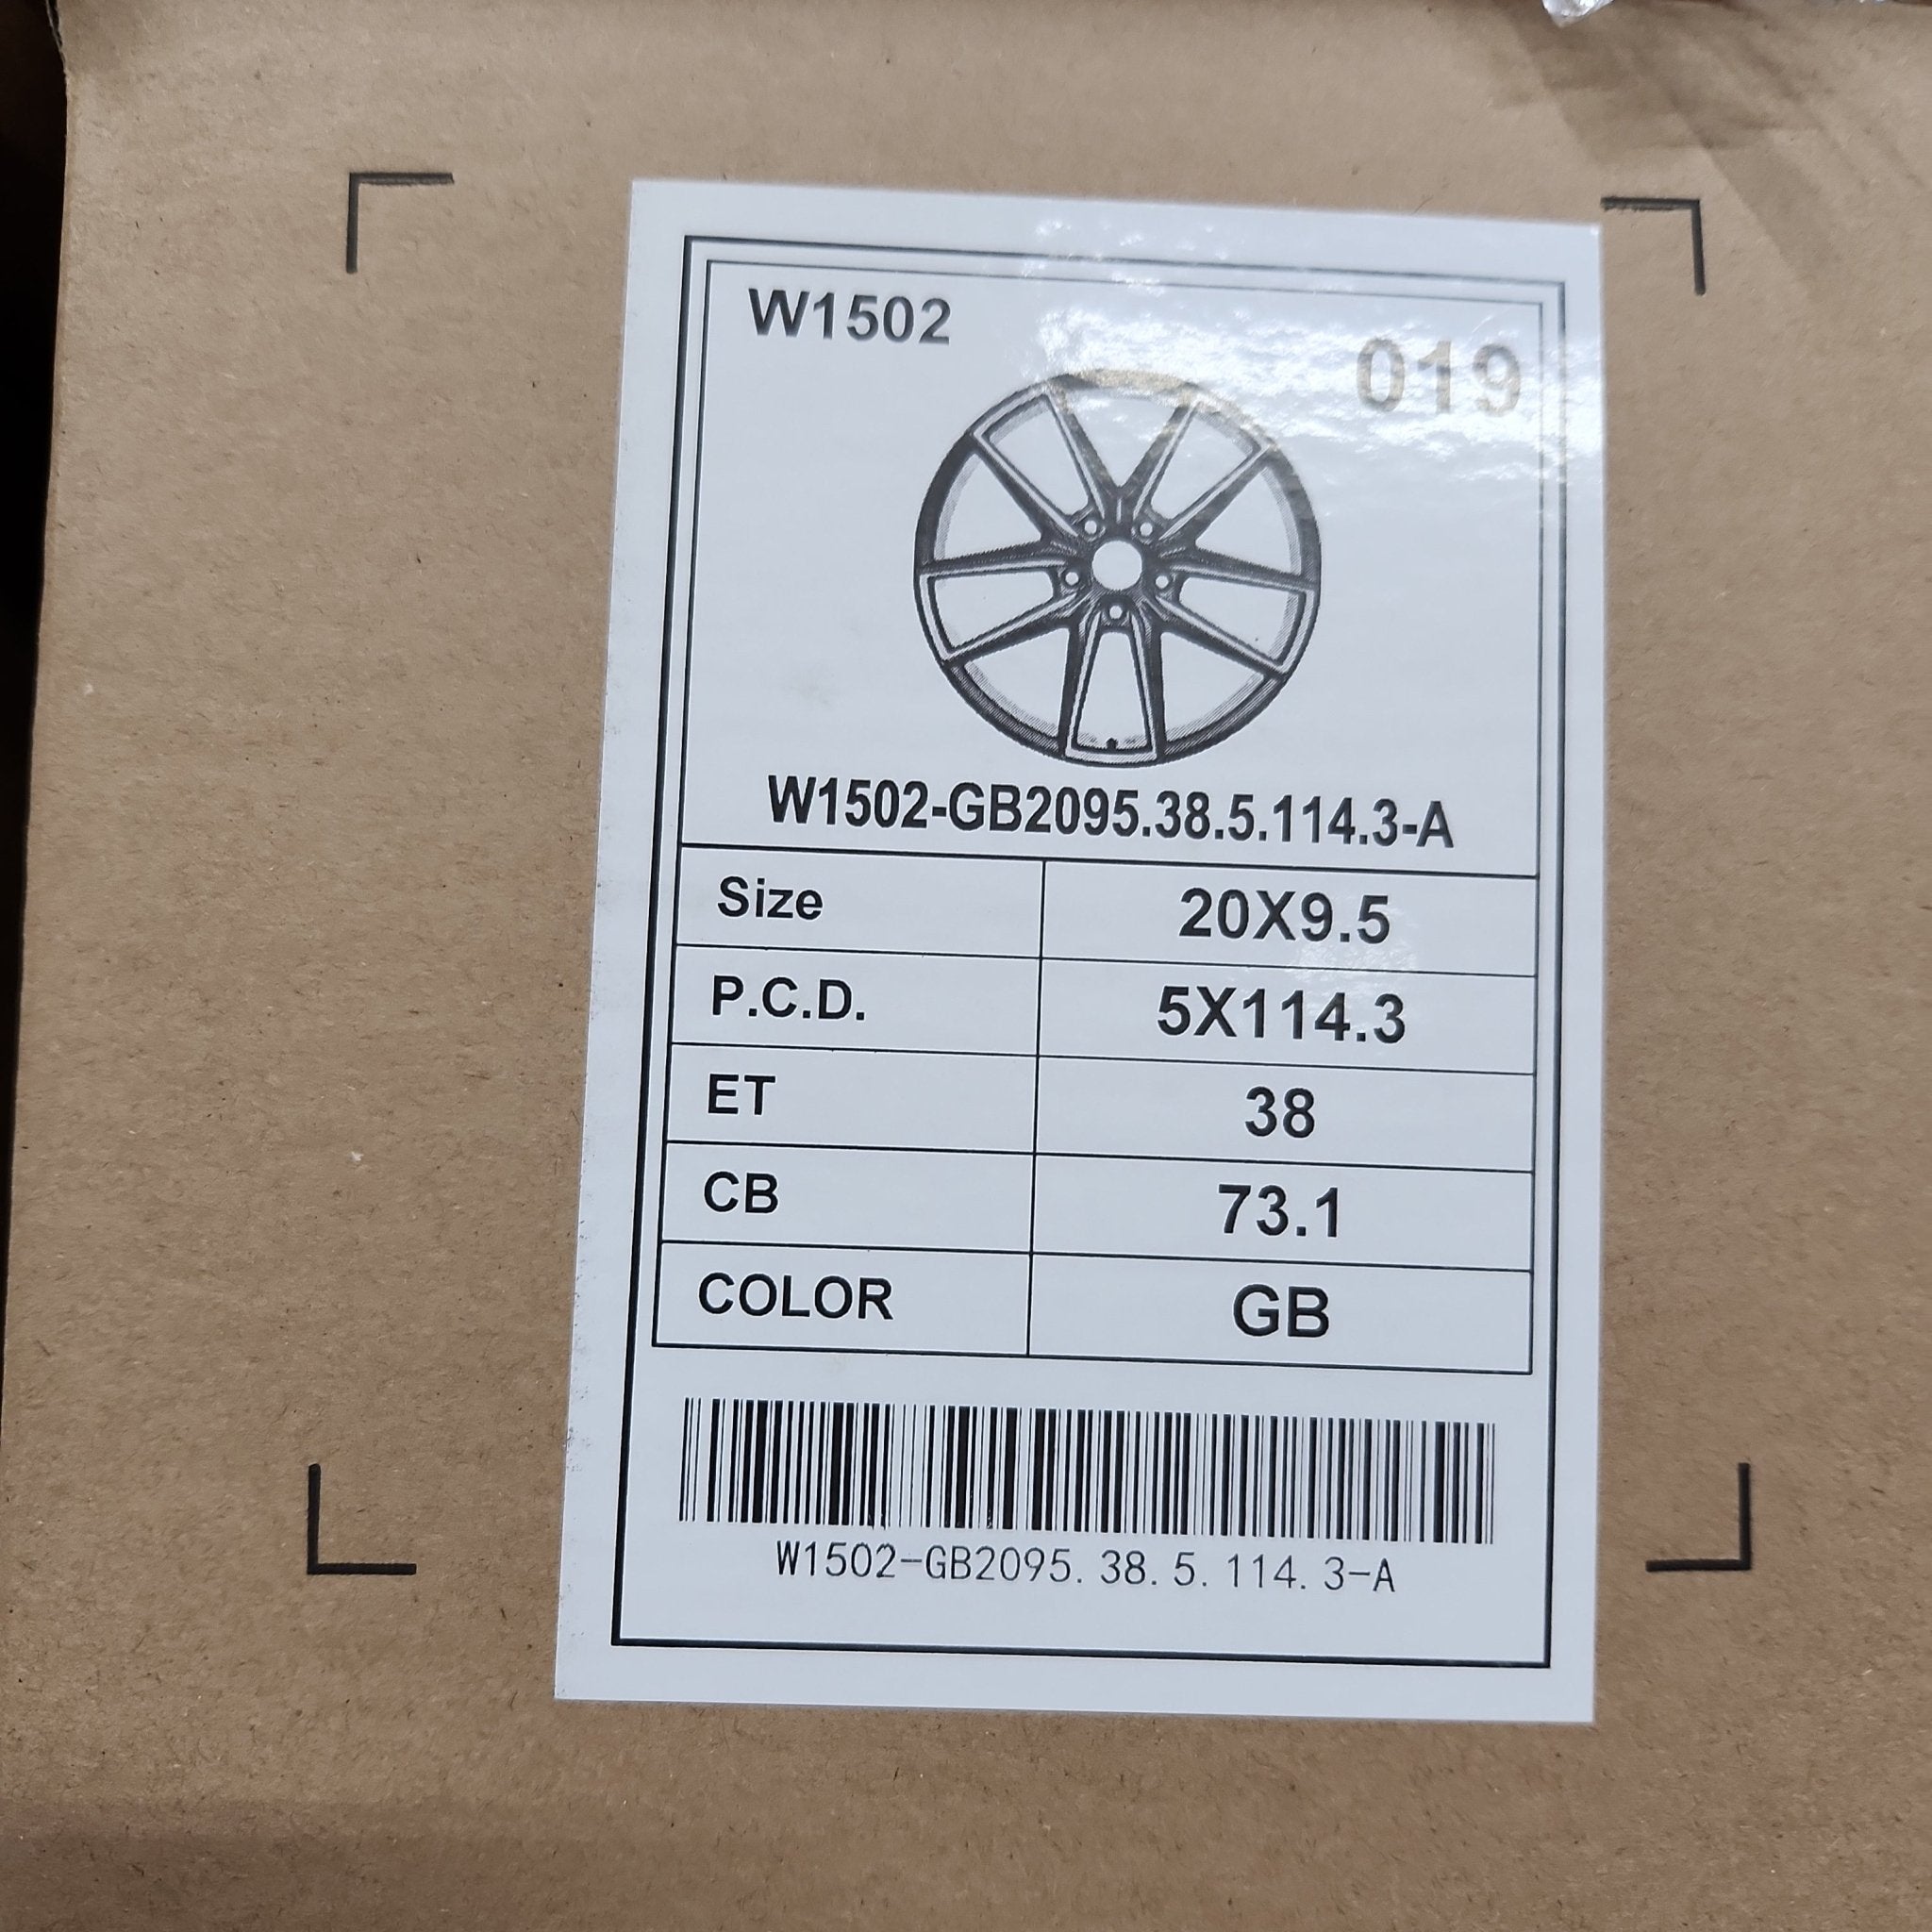 W1502
019
W1502-GB2095.38.5.114.3-A
Size 20X9.5
P.C.D. 5X114.3
ET 38
CB 73.1
COLOR GB
W1502-GB2095.38.5.114.3-A